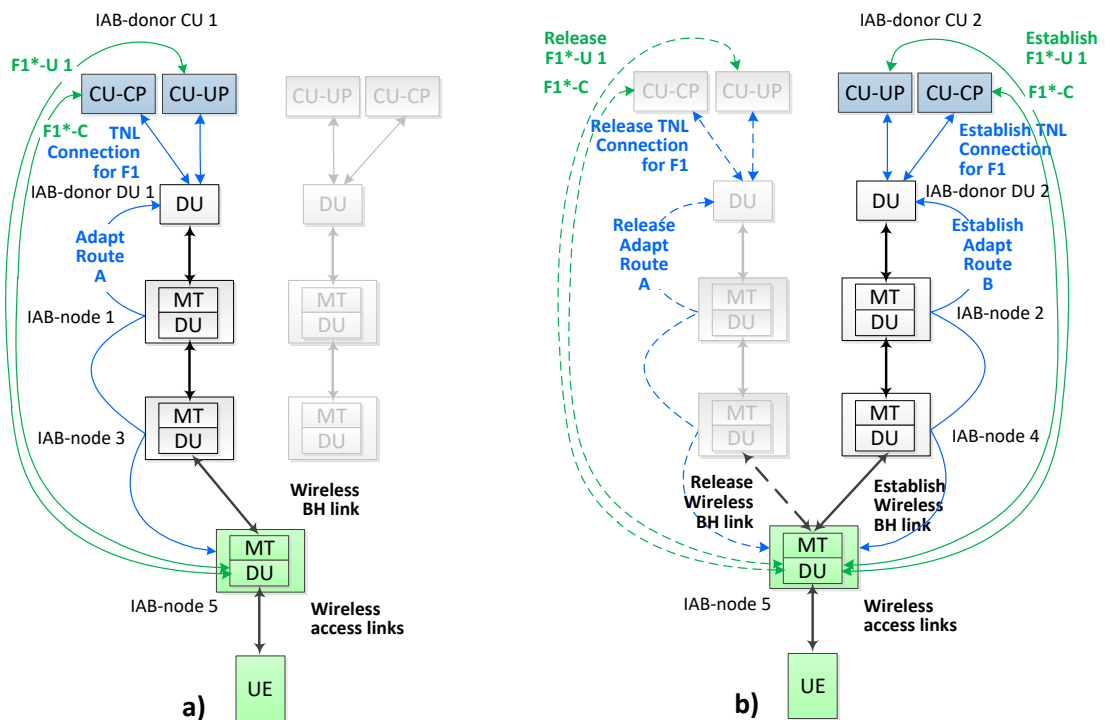 IAB-donor CU 1
F1*-U 1
CU-CP
CU-UP
F1*-C
TNL
Connection
for F1
IAB-donor DU 1
DU
Adapt
Route
A
MT
DU
IAB-node 1
MT
DU
IAB-node 3
Wireless
BH link
MT
DU
IAB-node 5
Wireless
access links
UE
a)
CU-UP
CU-CP
DU
MT
DU
MT
DU
Release
F1*-U 1
F1*-C
CU-CP
CU-UP
Release TNL
Connection
for F1
DU
Release
Adapt
Route
A
MT
DU
MT
DU
Release
Wireless
BH link
IAB-donor CU 2
Establish
F1*-U 1
F1*-C
CU-UP
CU-CP
Establish TNL
Connection
for F1
IAB-donor DU 2
DU
Establish
Adapt
Route
B
MT
DU
IAB-node 2
MT
DU
IAB-node 4
Establish
Wireless
BH link
MT
DU
IAB-node 5
Wireless
access links
UE
b)